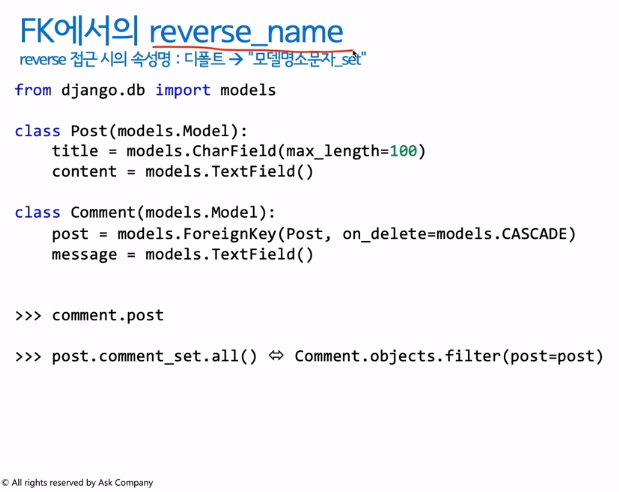 FK에서의 reverse_name
reverse 접근 시의 속성명 : 디폴트 → "모델명소문자_set"
from django.db import models
class Post(models.Model):
    title = models.CharField(max_length=100)
    content = models.TextField()
class Comment(models.Model):
    post = models.ForeignKey(Post, on_delete=models.CASCADE)
    message = models.TextField()
>>> comment.post
>>> post.comment_set.all() ⇔ Comment.objects.filter(post=post)
© All rights reserved by Ask Company